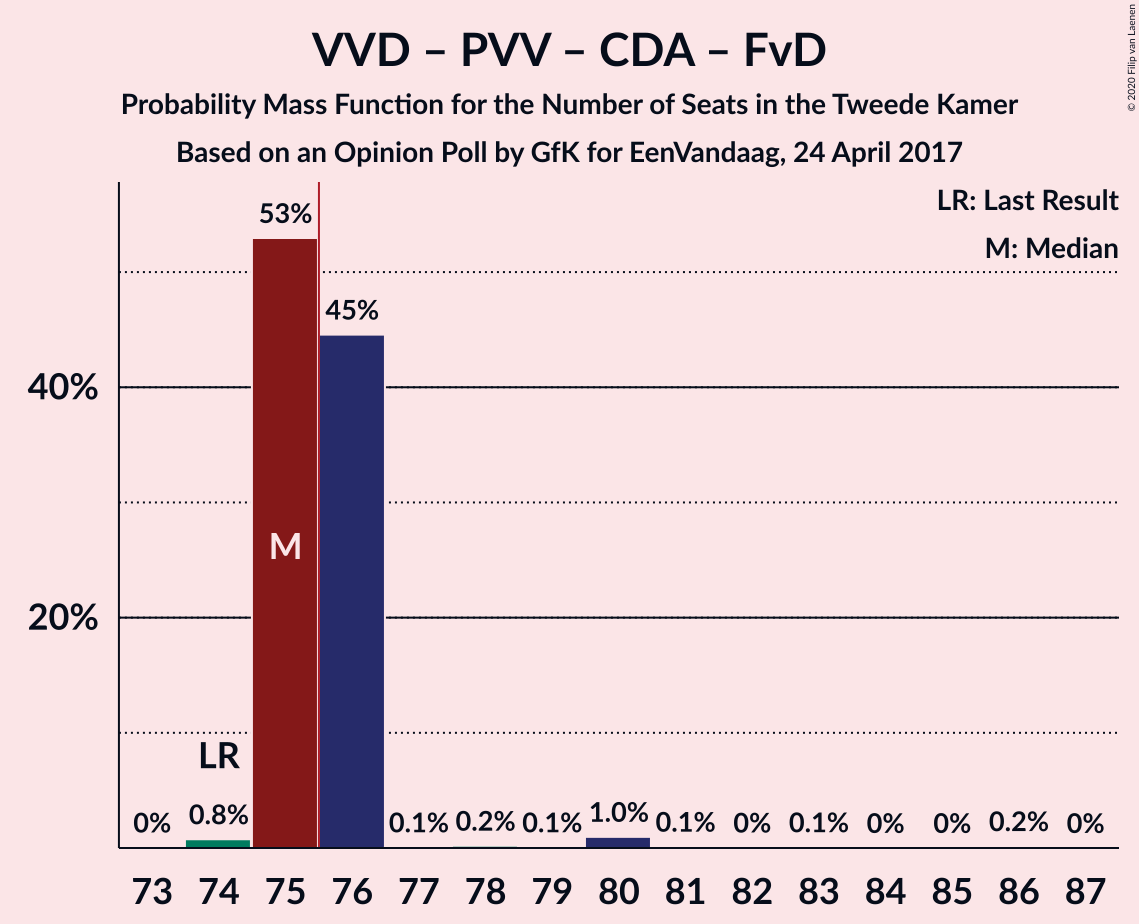 VVD – PVV – CDA – FvD
Probability Mass Function for the Number of Seats in the Tweede Kamer
Based on an Opinion Poll by GfK for EenVandaag, 24 April 2017
© 2020 Filip van Laenen
LR: Last Result
M: Median
53%
45%
40%
M
20%
LR
0% 0.8% 0.1% 0.2% 0.1% 1.0% 0.1% 0% 0.1% 0% 0% 0.2% 0%
73 74 75 76 77 78 79 80 81 82 83 84 85 86 87